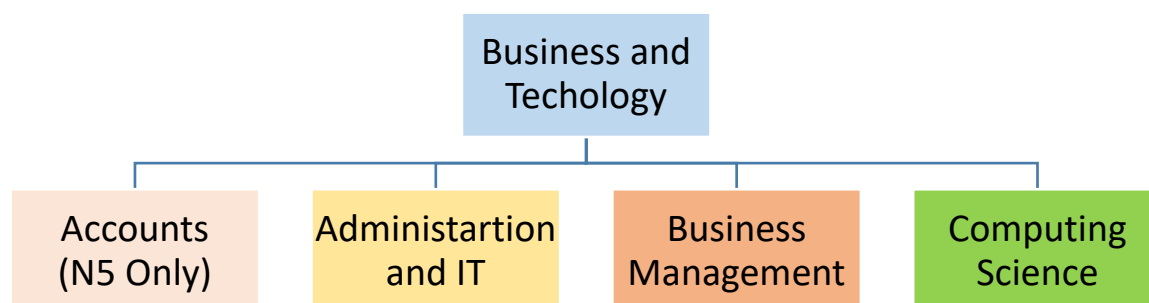 Business and
Techology
Accounts
(N5 Only)
Administartion
and IT
Business
Management
Computing
Science